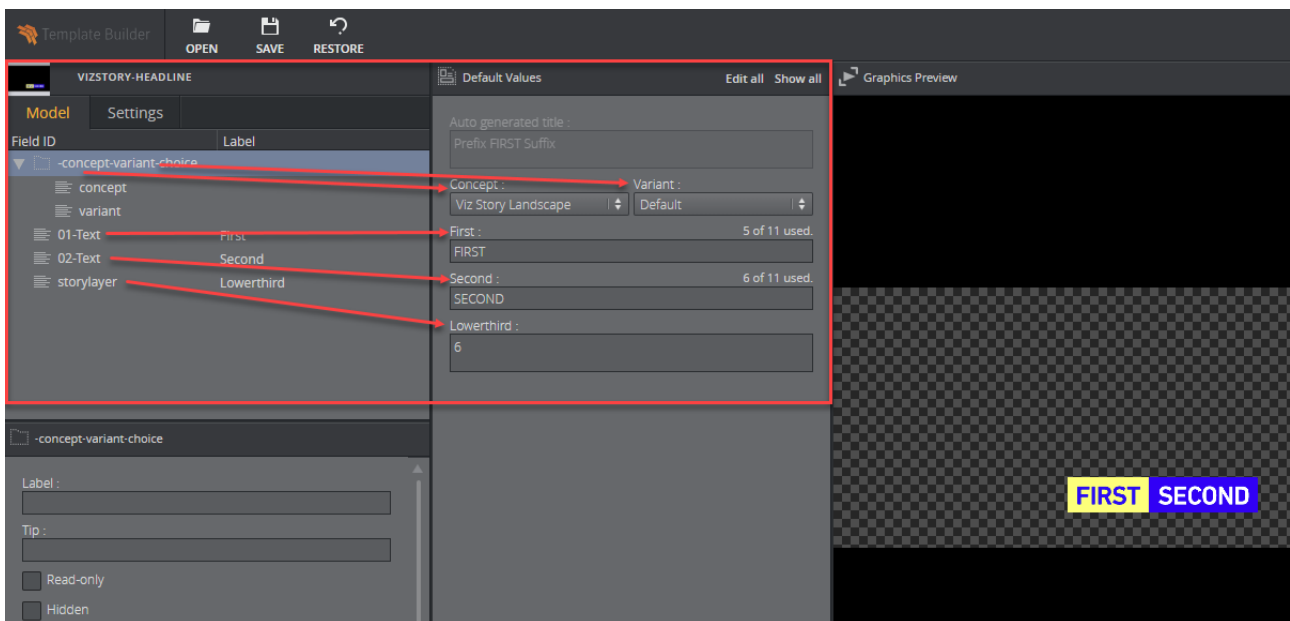 Template Builder
OPEN SAVE RESTORE
VIZSTORY-HEADLINE
Model Settings
Field ID Label
-concept-variant-choice
concept
variant
01-Text First
02-Text Second
storylayer Lowerthird
-concept-variant-choice
Label :
Tip :
Read-only
Hidden
Default Values Edit all Show all
Auto generated title :
Prefix FIRST Suffix
Concept : Variant :
Viz Story Landscape Default
First : 5 of 11 used.
FIRST
Second : 6 of 11 used.
SECOND
Lowerthird :
6
Graphics Preview
FIRST SECOND